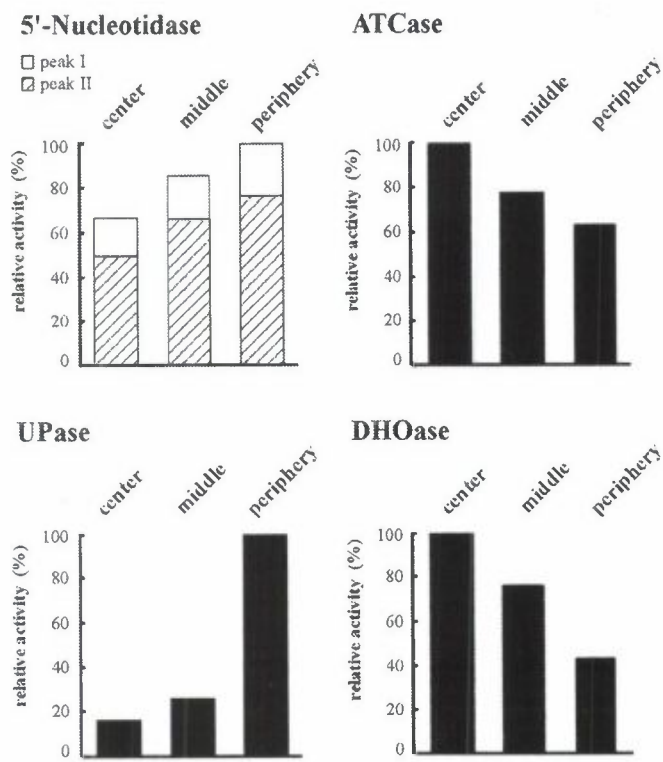 5'-Nucleotidase
peak I
peak II
center
middle
periphery
relative activity (%)
100
80
60
40
20
0
ATCase
center
middle
periphery
relative activity (%)
100
80
60
40
20
0
UPase
center
middle
periphery
relative activity (%)
100
80
60
40
20
0
DHOase
center
middle
periphery
relative activity (%)
100
80
60
40
20
0